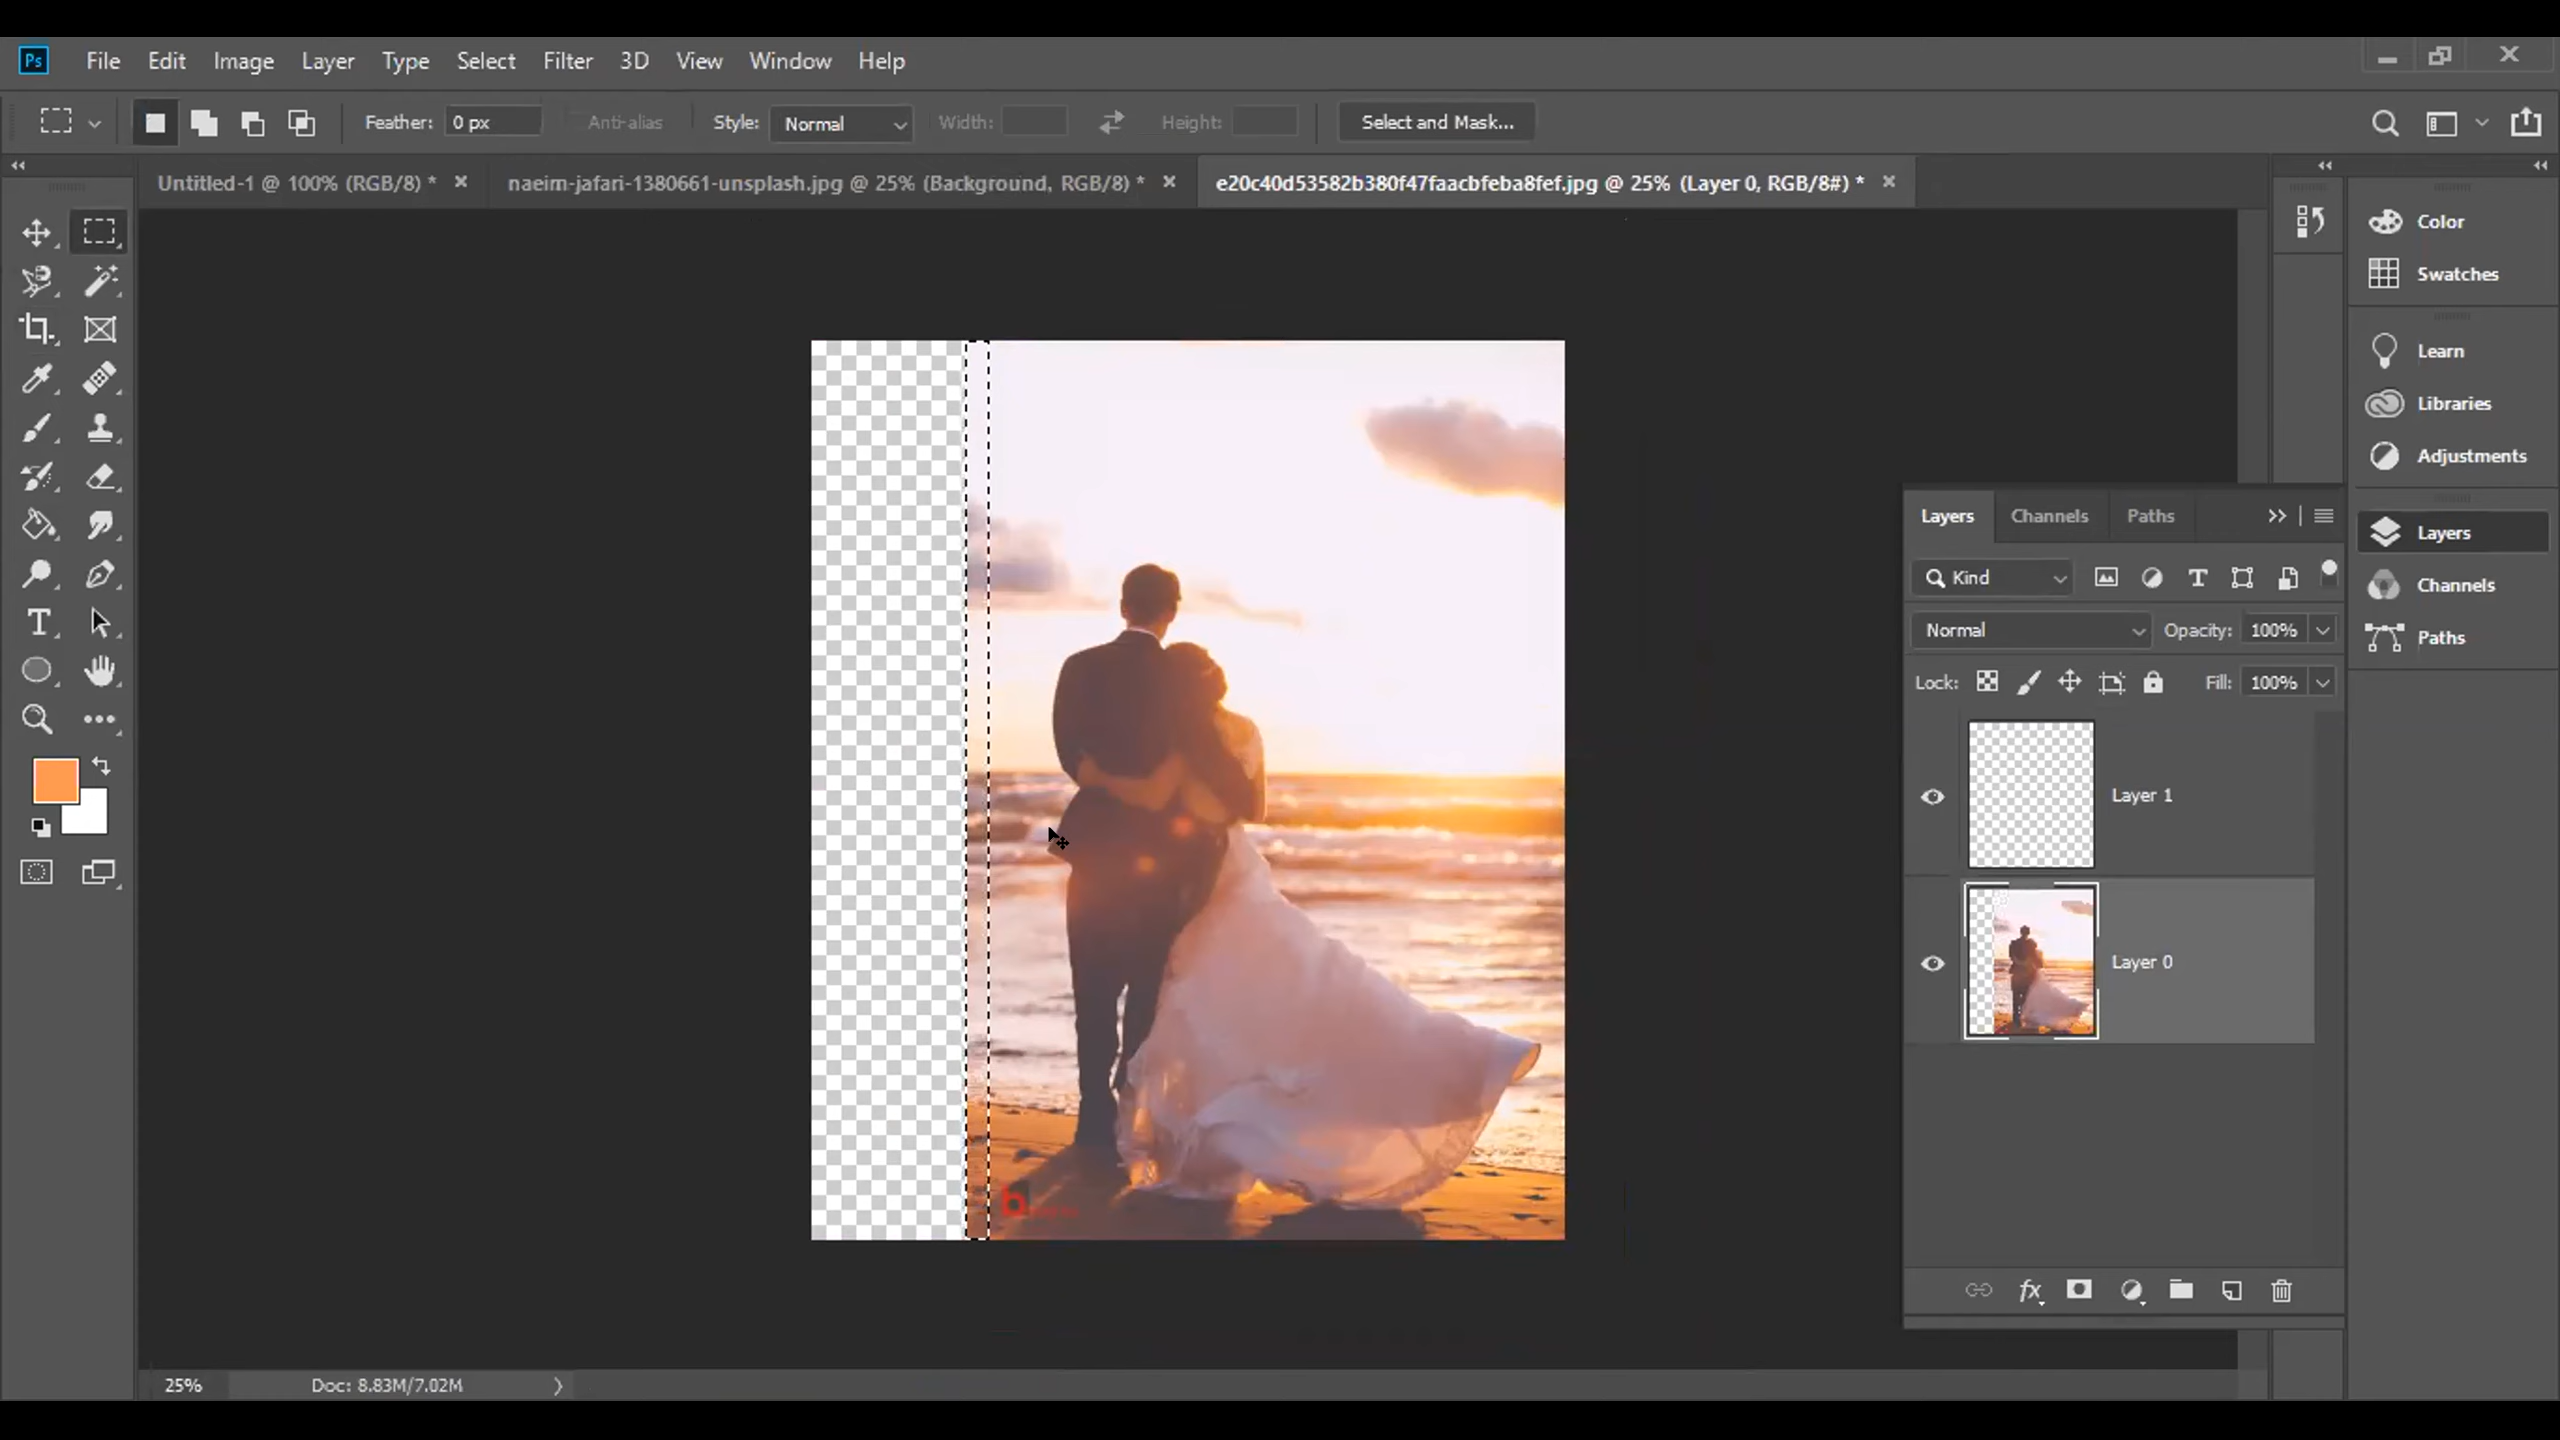 Ps File Edit Image Layer Type Select Filter 3D View Window Help
Feather: 0 px Anti-alias Style: Normal Width: Height: Select and Mask...
Untitled-1 @ 100% (RGB/8) * naeim-jafari-1380661-unsplash.jpg @ 25% (Background, RGB/8) * e20c40d53582b380f47faacbfeba8fef.jpg @ 25% (Layer 0, RGB/8#) *
Color
Swatches
Learn
Libraries
Adjustments
Layers
Channels
Paths
Layers Channels Paths
Kind
Normal Opacity: 100%
Lock: Fill: 100%
Layer 1
Layer 0
b
25% Doc: 8.83M/7.02M